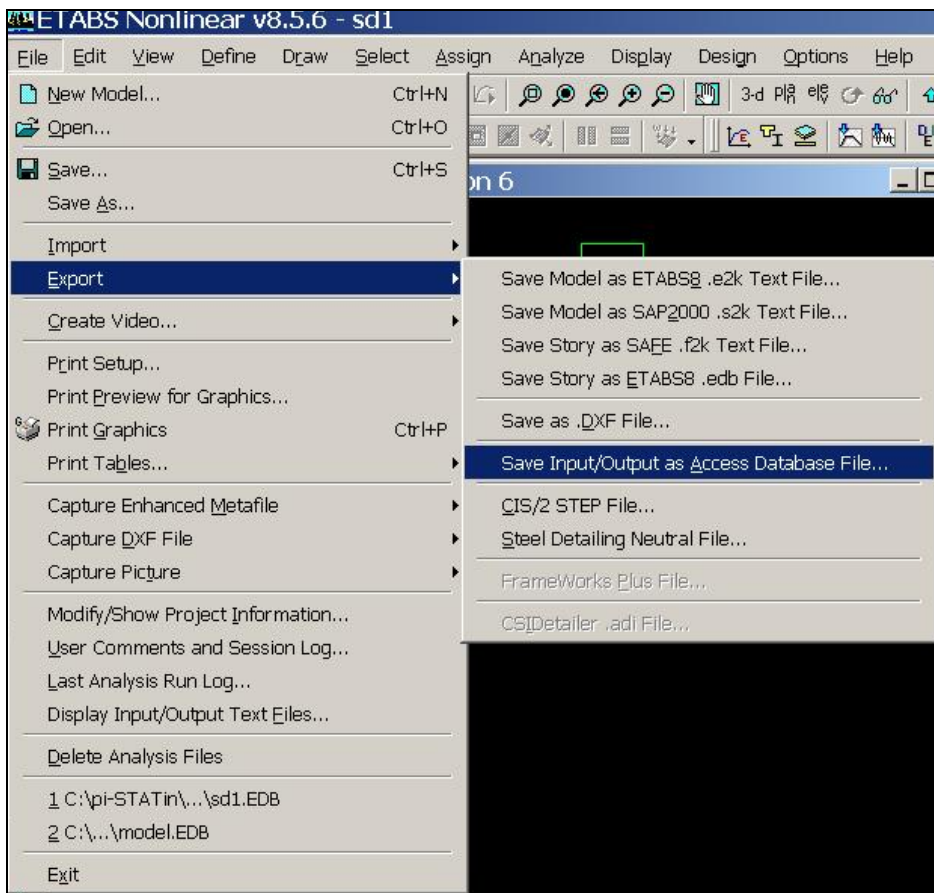 ETABS Nonlinear v8.5.6 - sd1
File Edit View Define Draw Select Assign Analyze Display Design Options Help
New Model... Ctrl+N
3-d
Open... Ctrl+O
Save... Ctrl+S
on 6
Save As...
Import
Export
Create Video...
Print Setup...
Print Preview for Graphics...
Print Graphics Ctrl+P
Print Tables...
Capture Enhanced Metafile
Capture DXF File
Capture Picture
Modify/Show Project Information...
User Comments and Session Log...
Last Analysis Run Log...
Display Input/Output Text Files...
Delete Analysis Files
1 C:\pi-STATin\...\sd1.EDB
2 C:\...\model.EDB
Exit
Save Model as ETABS8 .e2k Text File...
Save Model as SAP2000 .s2k Text File...
Save Story as SAFE .f2k Text File...
Save Story as ETABS8 .edb File...
Save as .DXF File...
Save Input/Output as Access Database File...
CIS/2 STEP File...
Steel Detailing Neutral File...
FrameWorks Plus File...
CSIDetailer .adi File...